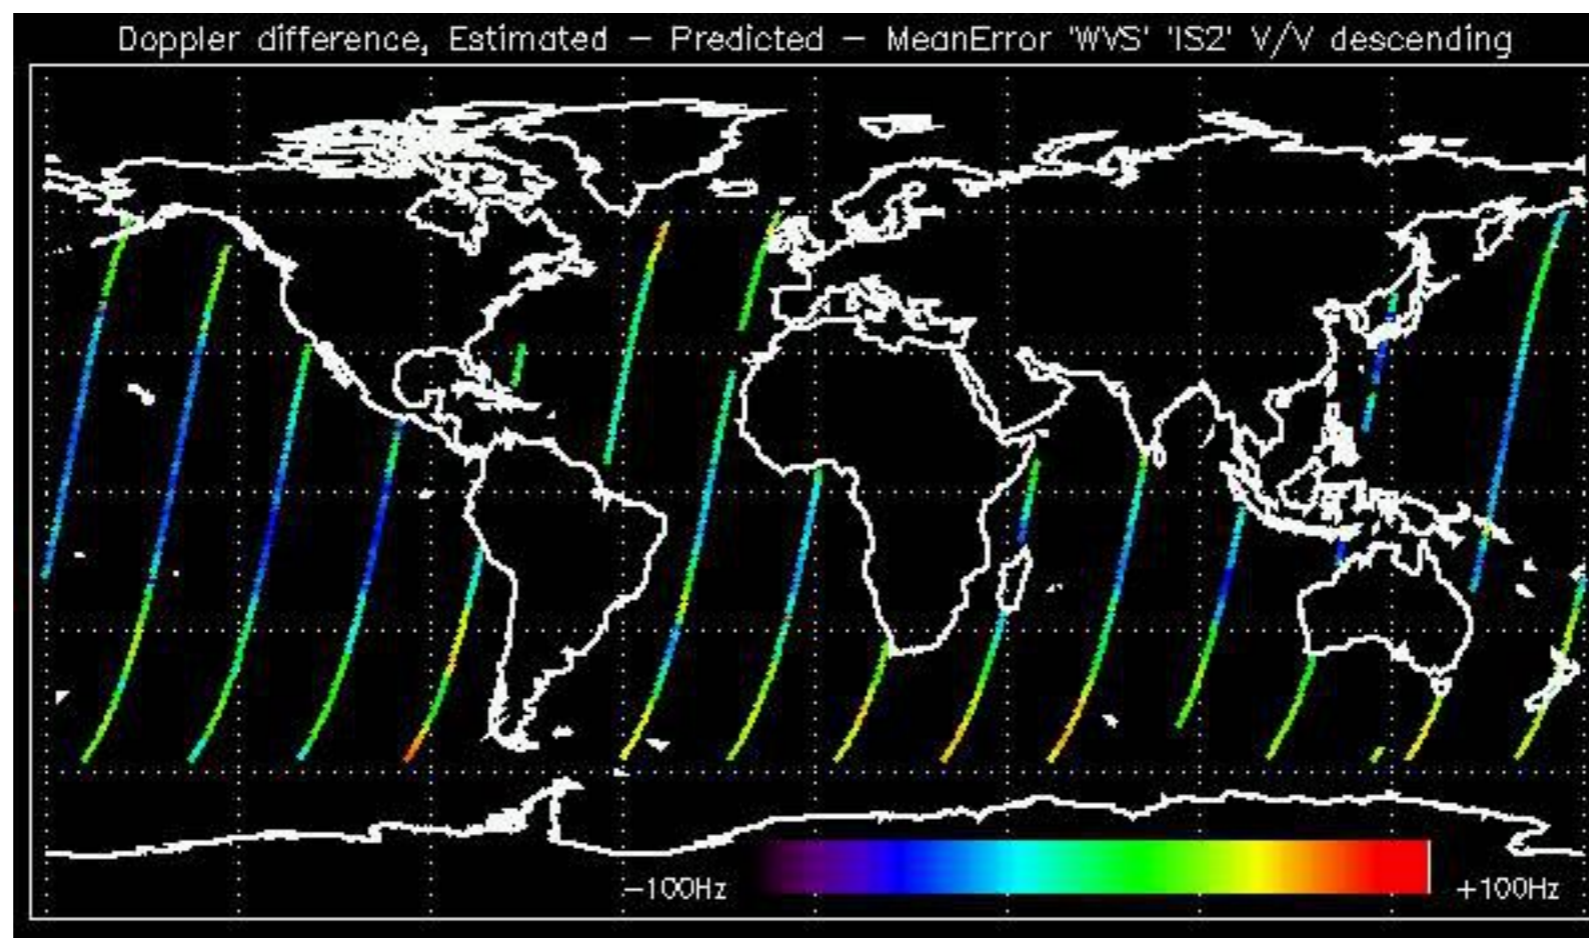 Doppler difference, Estimated – Predicted – MeanError 'WVS' 'IS2' V/V descending
–100Hz +100Hz